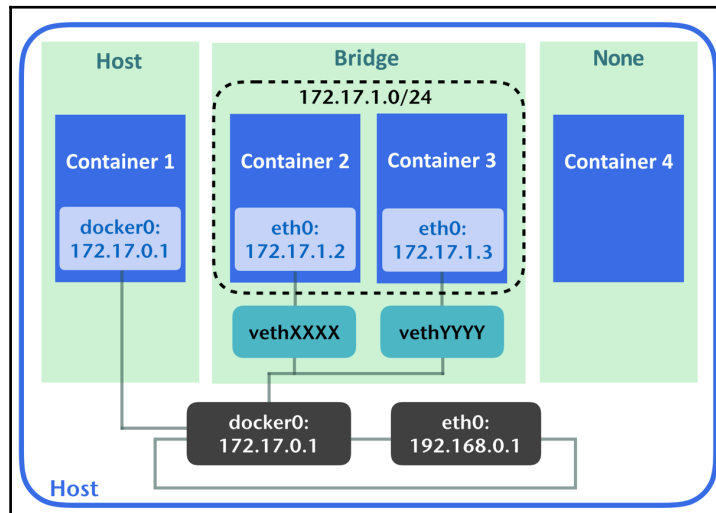 Host
Bridge
None
172.17.1.0/24
Container 1
Container 2
Container 3
Container 4
docker0:
172.17.0.1
eth0:
172.17.1.2
eth0:
172.17.1.3
vethXXXX
vethYYYY
docker0:
172.17.0.1
eth0:
192.168.0.1
Host